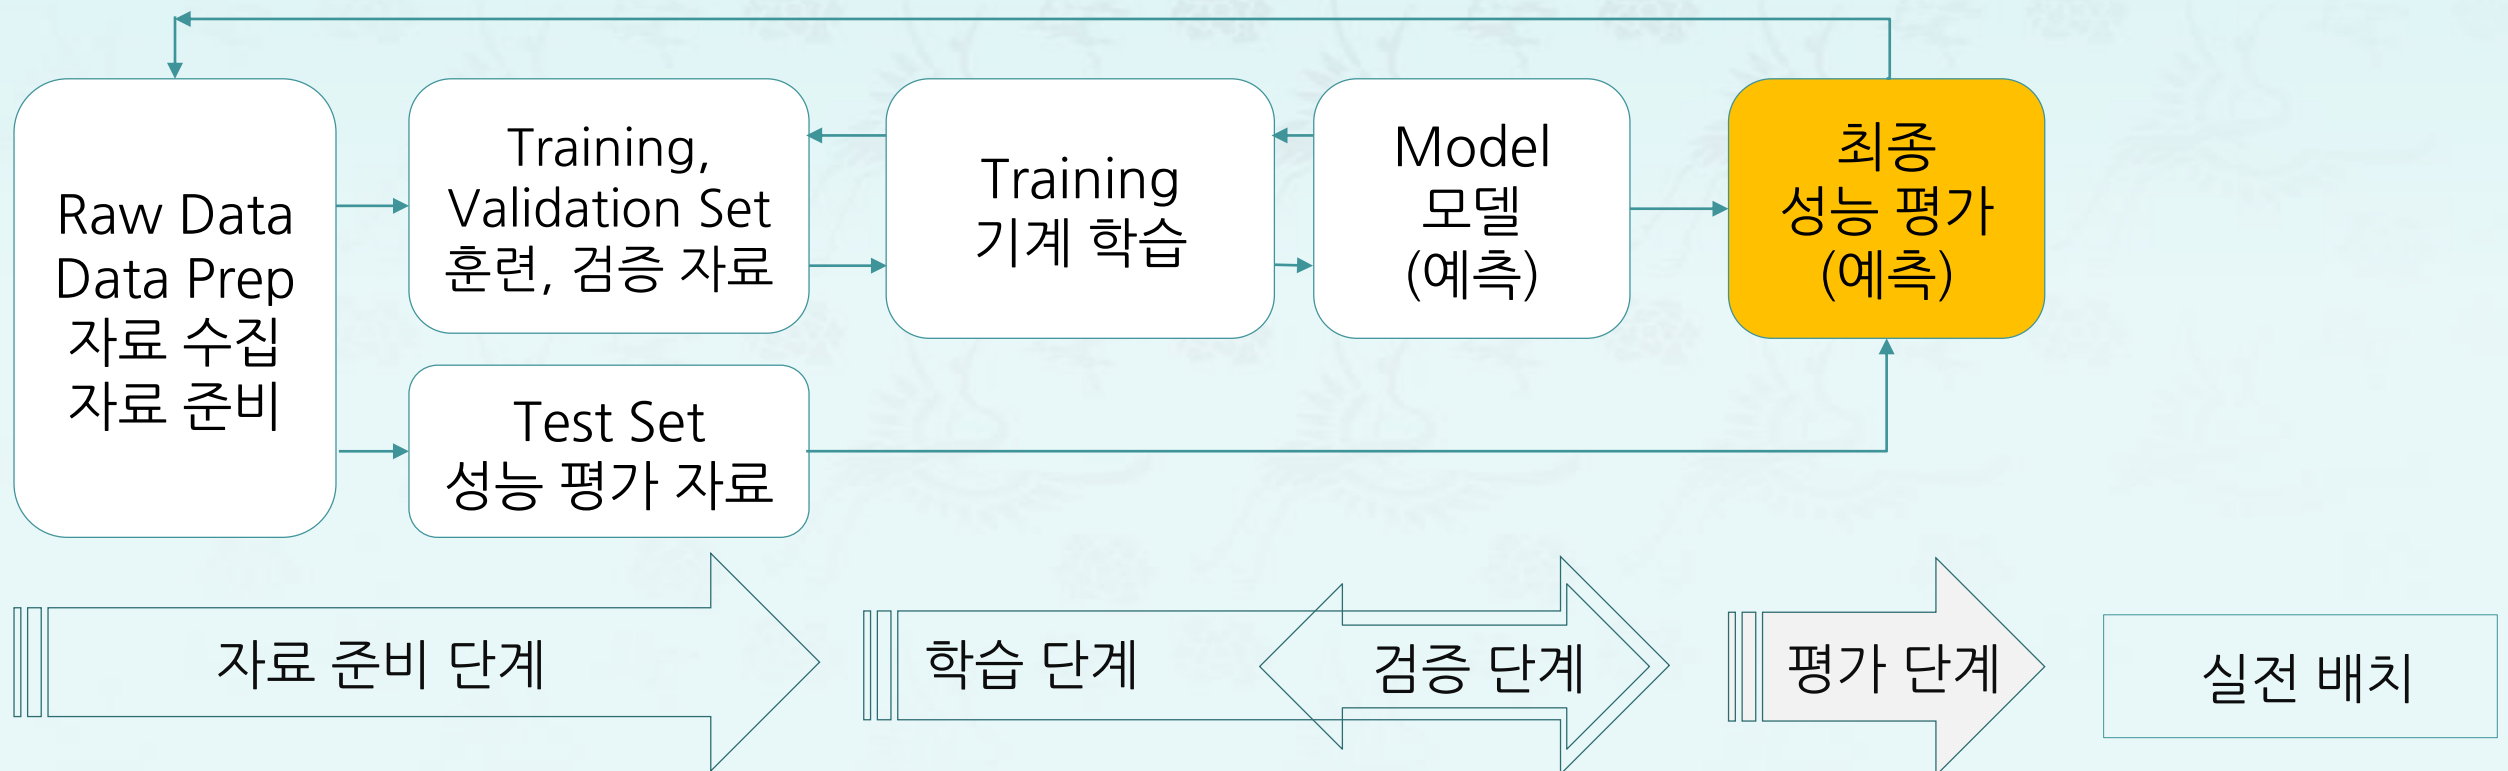 Raw Data
Data Prep
자료 수집
자료 준비
Training,
Validation Set
훈련, 검증 자료
Test Set
성능 평가 자료
Training
기계 학습
Model
모델
(예측)
최종
성능 평가
(예측)
자료 준비 단계
학습 단계
검증 단계
평가 단계
실전 배치